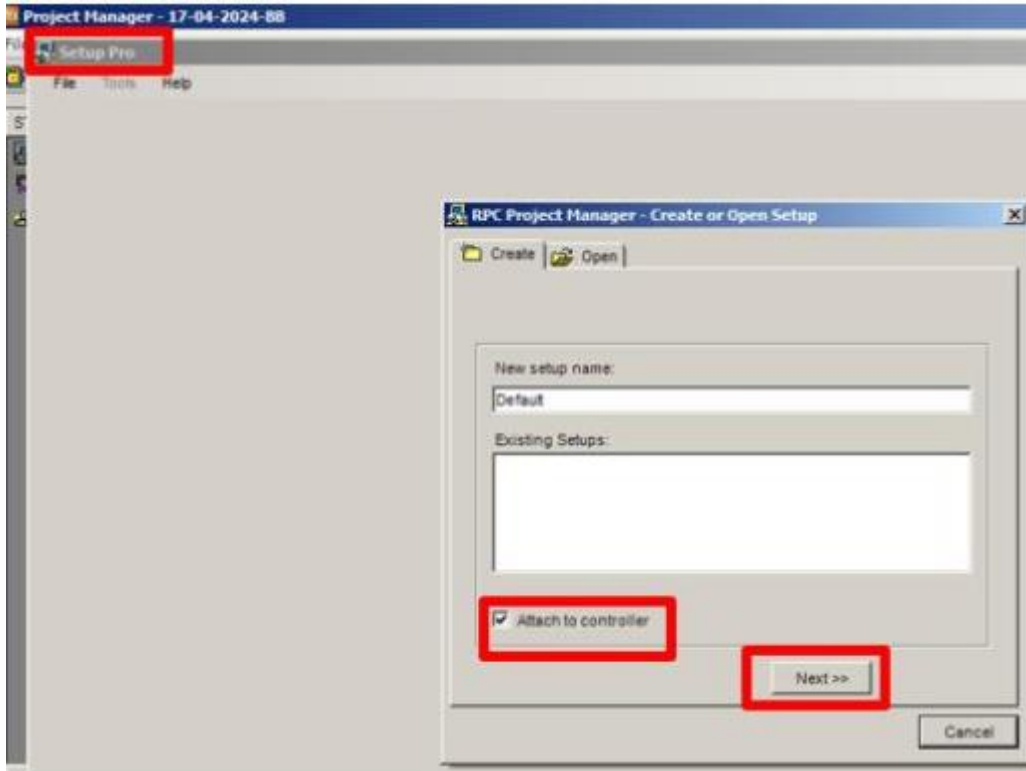 Project Manager - 17-04-2024-BB
Setup Pro
File Tools Help
RPC Project Manager - Create or Open Setup
Create Open
New setup name:
Default
Existing Setups:
Attach to controller
Next >>
Cancel